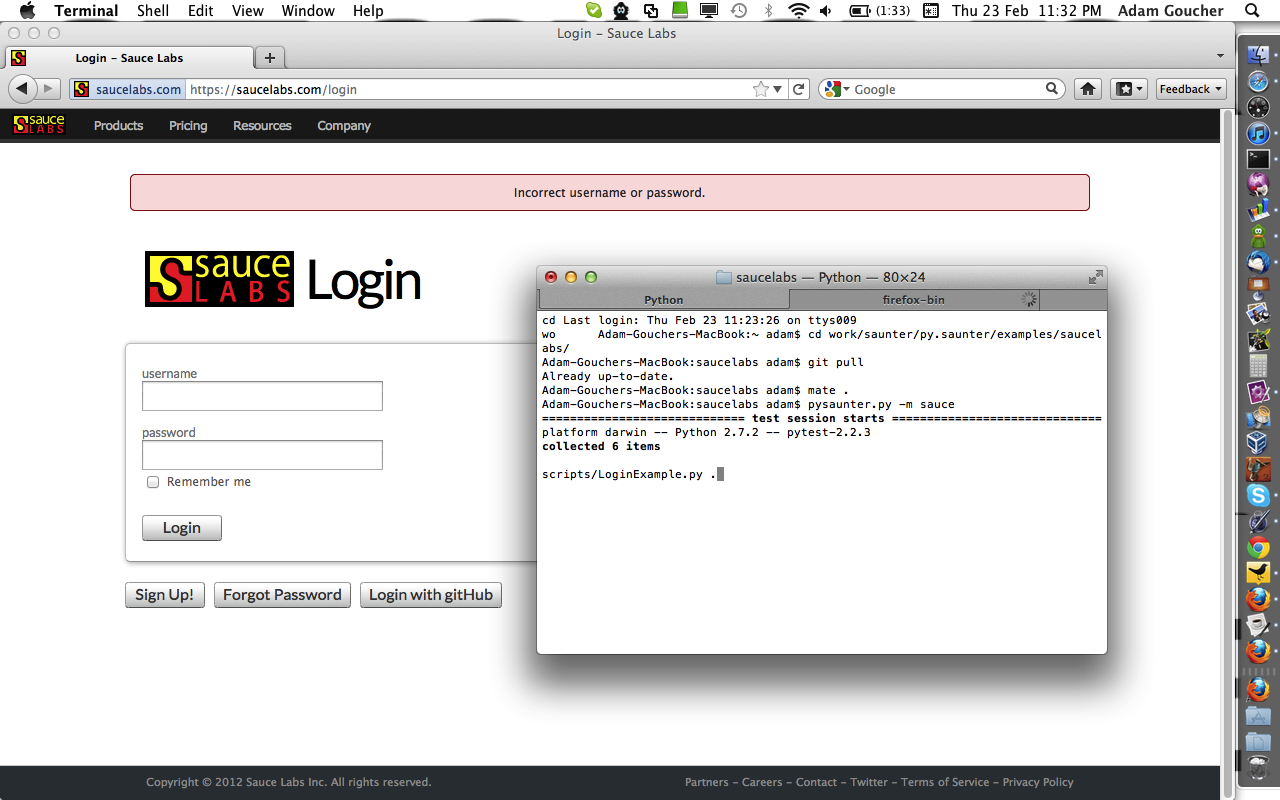 Terminal Shell Edit View Window Help (1:33) Thu 23 Feb 11:32 PM Adam Goucher
Login – Sauce Labs
Login – Sauce Labs +
saucelabs.com https://saucelabs.com/login Google Feedback
sauce LABS Products Pricing Resources Company
Incorrect username or password.
sauce LABS Login
username
password
Remember me
Login
Sign Up! Forgot Password Login with gitHub
saucelabs — Python — 80×24
Python firefox-bin
cd Last login: Thu Feb 23 11:23:26 on ttys009
wo      Adam-Gouchers-MacBook:~ adam$ cd work/saunter/py.saunter/examples/saucel
abs/
Adam-Gouchers-MacBook:saucelabs adam$ git pull
Already up-to-date.
Adam-Gouchers-MacBook:saucelabs adam$ mate .
Adam-Gouchers-MacBook:saucelabs adam$ pysaunter.py -m sauce
============================= test session starts ==============================
platform darwin -- Python 2.7.2 -- pytest-2.2.3
collected 6 items
scripts/LoginExample.py .
Copyright © 2012 Sauce Labs Inc. All rights reserved. Partners – Careers – Contact – Twitter – Terms of Service – Privacy Policy